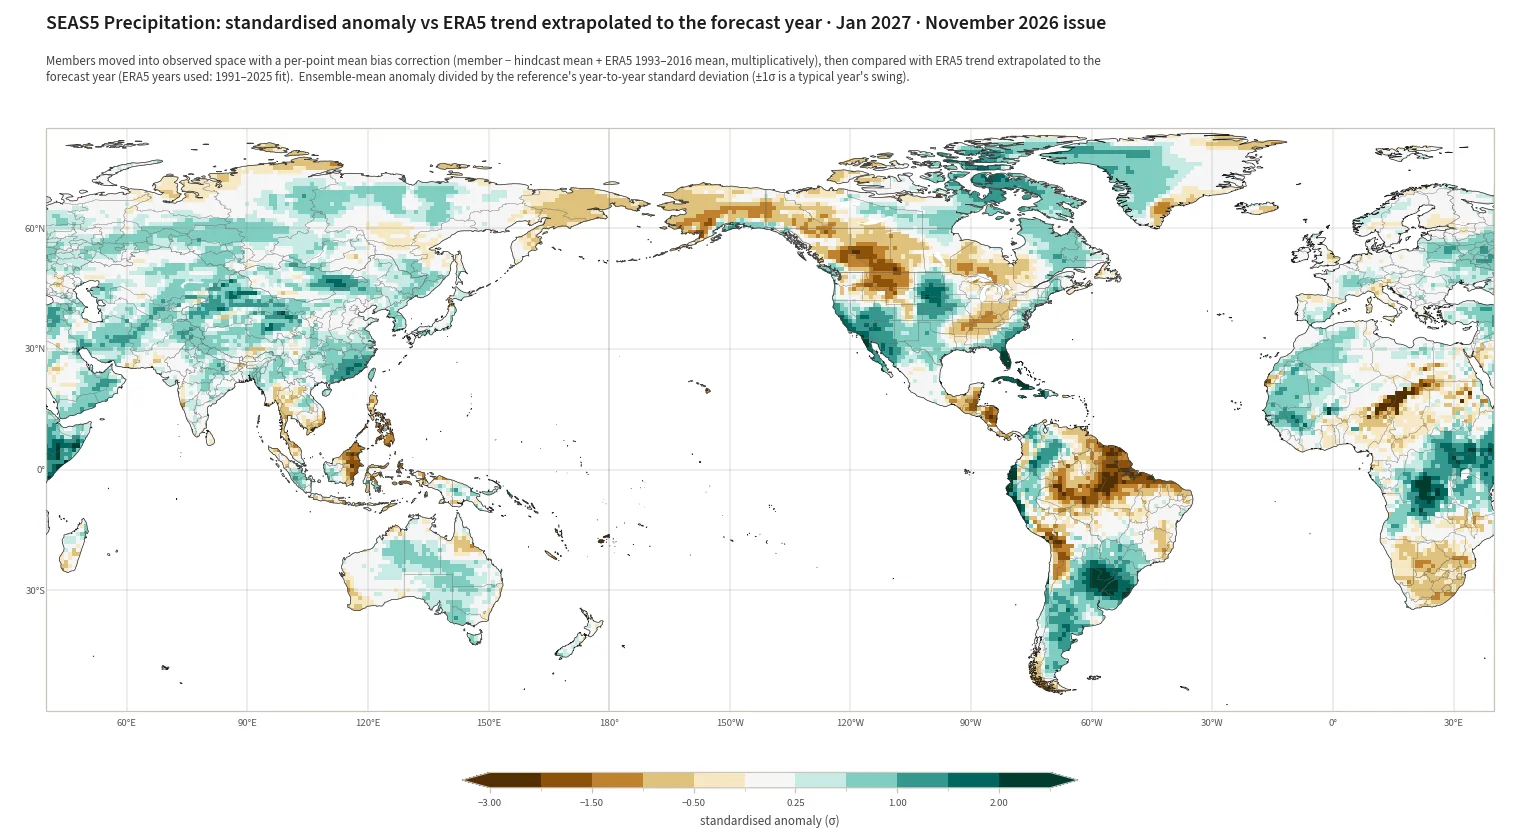 SEAS5 Precipitation: standardised anomaly vs ERA5 trend extrapolated to the forecast year · Jan 2027 · November 2026 issue
Members moved into observed space with a per-point mean bias correction (member − hindcast mean + ERA5 1993–2016 mean, multiplicatively), then compared with ERA5 trend extrapolated to the
forecast year (ERA5 years used: 1991–2025 fit). Ensemble-mean anomaly divided by the reference's year-to-year standard deviation (±1σ is a typical year's swing).
60°N
30°N
0°
30°S
60°E 90°E 120°E 150°E 180° 150°W 120°W 90°W 60°W 30°W 0° 30°E
−3.00 −1.50 −0.50 0.25 1.00 2.00
standardised anomaly (σ)